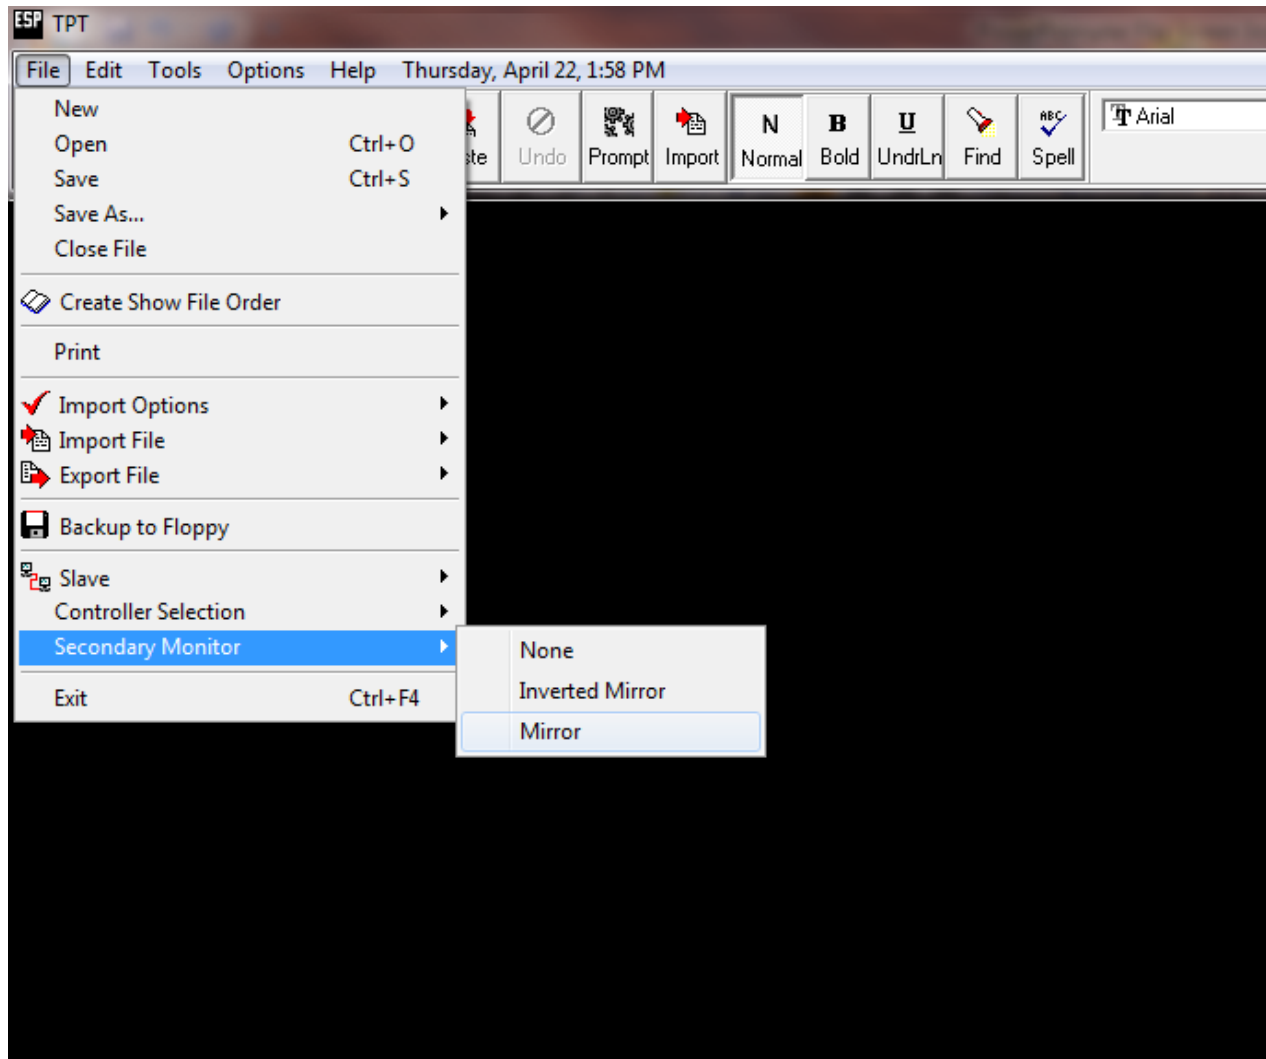 ESP TPT
File Edit Tools Options Help Thursday, April 22, 1:58 PM
New
Open Ctrl+O
Save Ctrl+S
Save As...
Close File
Create Show File Order
Print
Import Options
Import File
Export File
Backup to Floppy
Slave
Controller Selection
Secondary Monitor
Exit Ctrl+F4
ste Undo Prompt Import N Normal B Bold U UndrLn Find ABC Spell Arial
None
Inverted Mirror
Mirror